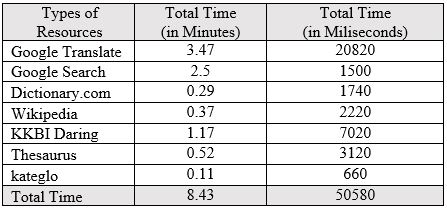 Types of Resources Total Time (in Minutes) Total Time (in Miliseconds)
Google Translate 3.47 20820
Google Search 2.5 1500
Dictionary.com 0.29 1740
Wikipedia 0.37 2220
KKBI Daring 1.17 7020
Thesaurus 0.52 3120
kateglo 0.11 660
Total Time 8.43 50580